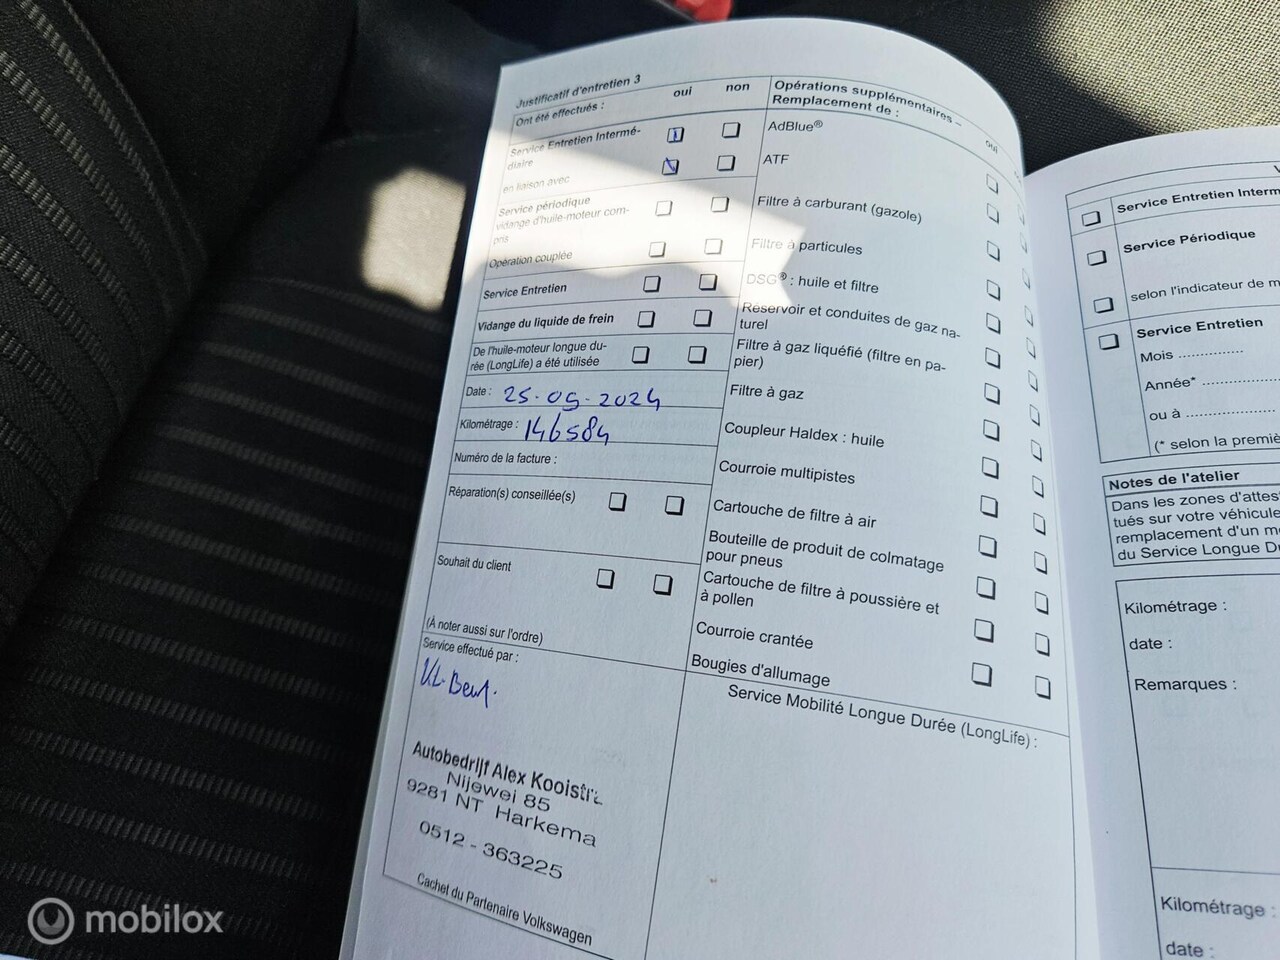 Justificatif d'entretien 3
Ont été effectués :
oui
non
Service Entretien Intermé-
diaire
en liaison avec
Service périodique
vidange d'huile-moteur com-
pris
Opération couplée
Service Entretien
Vidange du liquide de frein
De l'huile-moteur longue du-
rée (LongLife) a été utilisée
Date : 25-09-2024
Kilométrage : 146584
Numéro de la facture :
Réparation(s) conseillée(s)
Souhait du client
(À noter aussi sur l'ordre)
Service effectué par :
Autobedrijf Alex Kooistra
Nijewei 85
9281 NT Harkema
0512 - 363225
Cachet du Partenaire Volkswagen
Opérations supplémentaires –
Remplacement de :
oui
AdBlue®
ATF
Filtre à carburant (gazole)
Filtre à particules
DSG® : huile et filtre
Réservoir et conduites de gaz na-
turel
Filtre à gaz liquéfié (filtre en pa-
pier)
Filtre à gaz
Coupleur Haldex : huile
Courroie multipistes
Cartouche de filtre à air
Bouteille de produit de colmatage
pour pneus
Cartouche de filtre à poussière et
à pollen
Courroie crantée
Bougies d'allumage
Service Mobilité Longue Durée (LongLife) :
Service Entretien Interm
Service Périodique
selon l'indicateur de m
Service Entretien
Mois ...............
Année* ...............
ou à ...............
(* selon la premiè
Notes de l'atelier
Dans les zones d'attes
tués sur votre véhicule
remplacement d'un mo
du Service Longue Du
Kilométrage :
date :
Remarques :
Kilométrage :
date :
mobilox